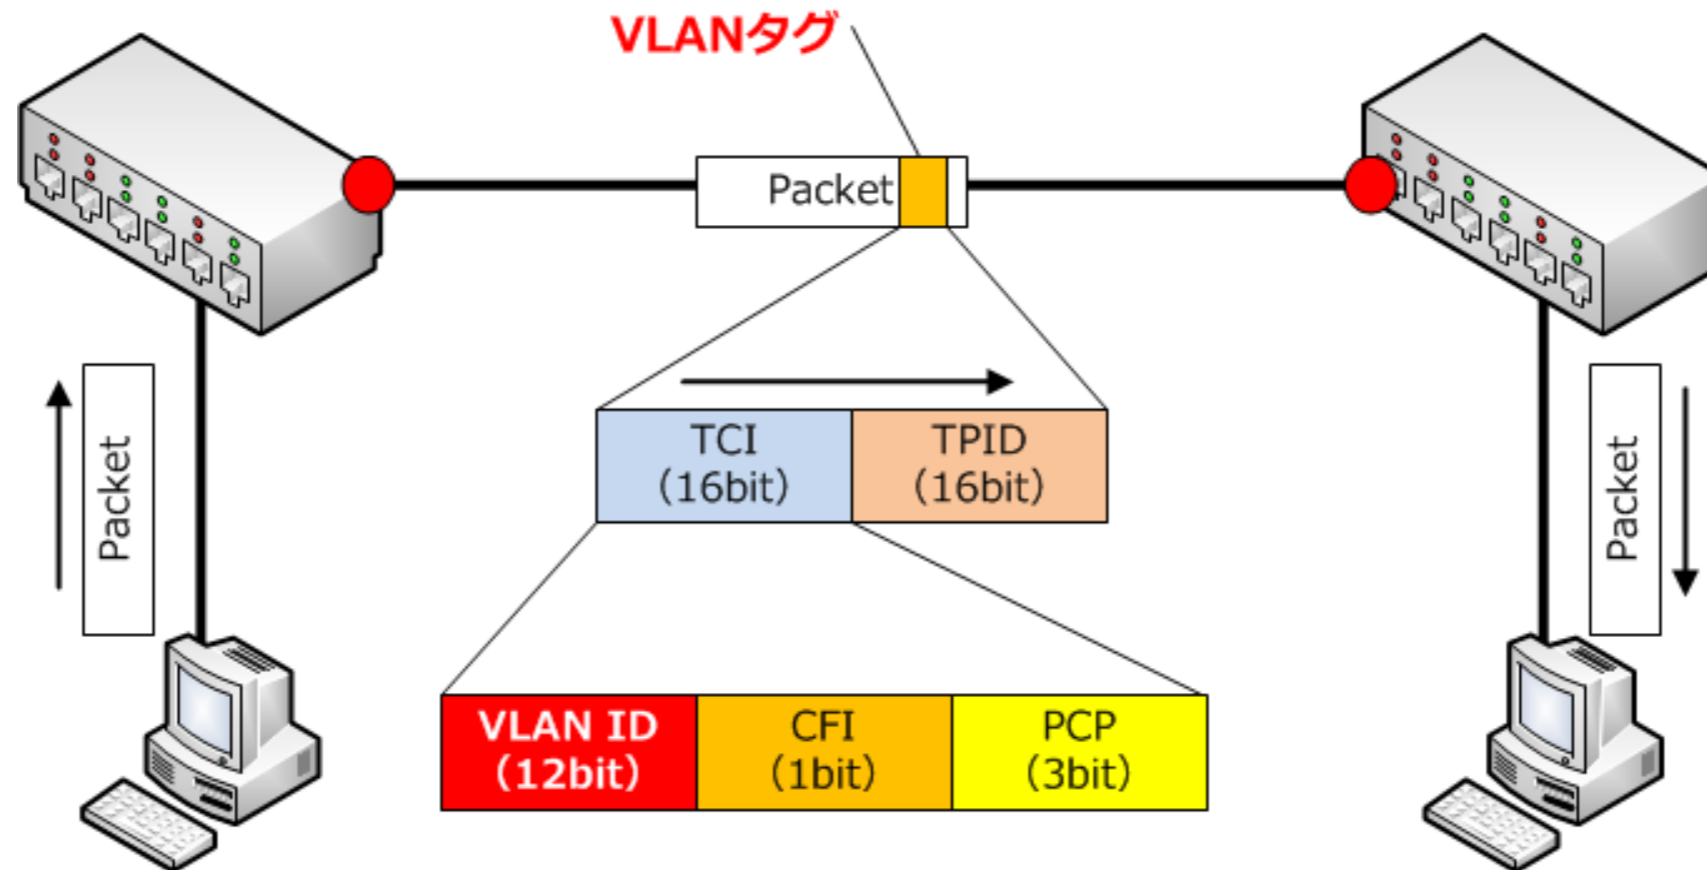 VLANタグ
Packet
TCI
（16bit）
TPID
（16bit）
Packet
Packet
VLAN ID
（12bit）
CFI
（1bit）
PCP
（3bit）